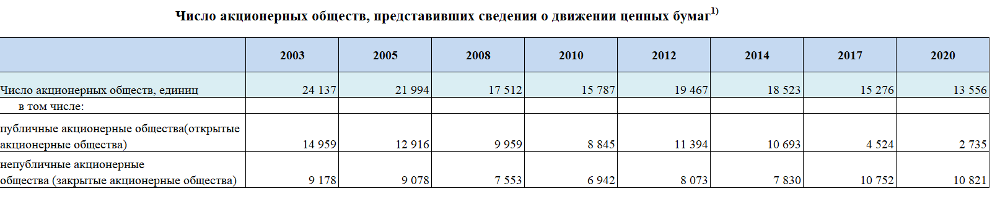 Число акционерных обществ, представивших сведения о движении ценных бумаг1)
2003 2005 2008 2010 2012 2014 2017 2020
Число акционерных обществ, единиц 24 137 21 994 17 512 15 787 19 467 18 523 15 276 13 556
в том числе:
публичные акционерные общества(открытые
акционерные общества) 14 959 12 916 9 959 8 845 11 394 10 693 4 524 2 735
непубличные акционерные
общества (закрытые акционерные общества) 9 178 9 078 7 553 6 942 8 073 7 830 10 752 10 821